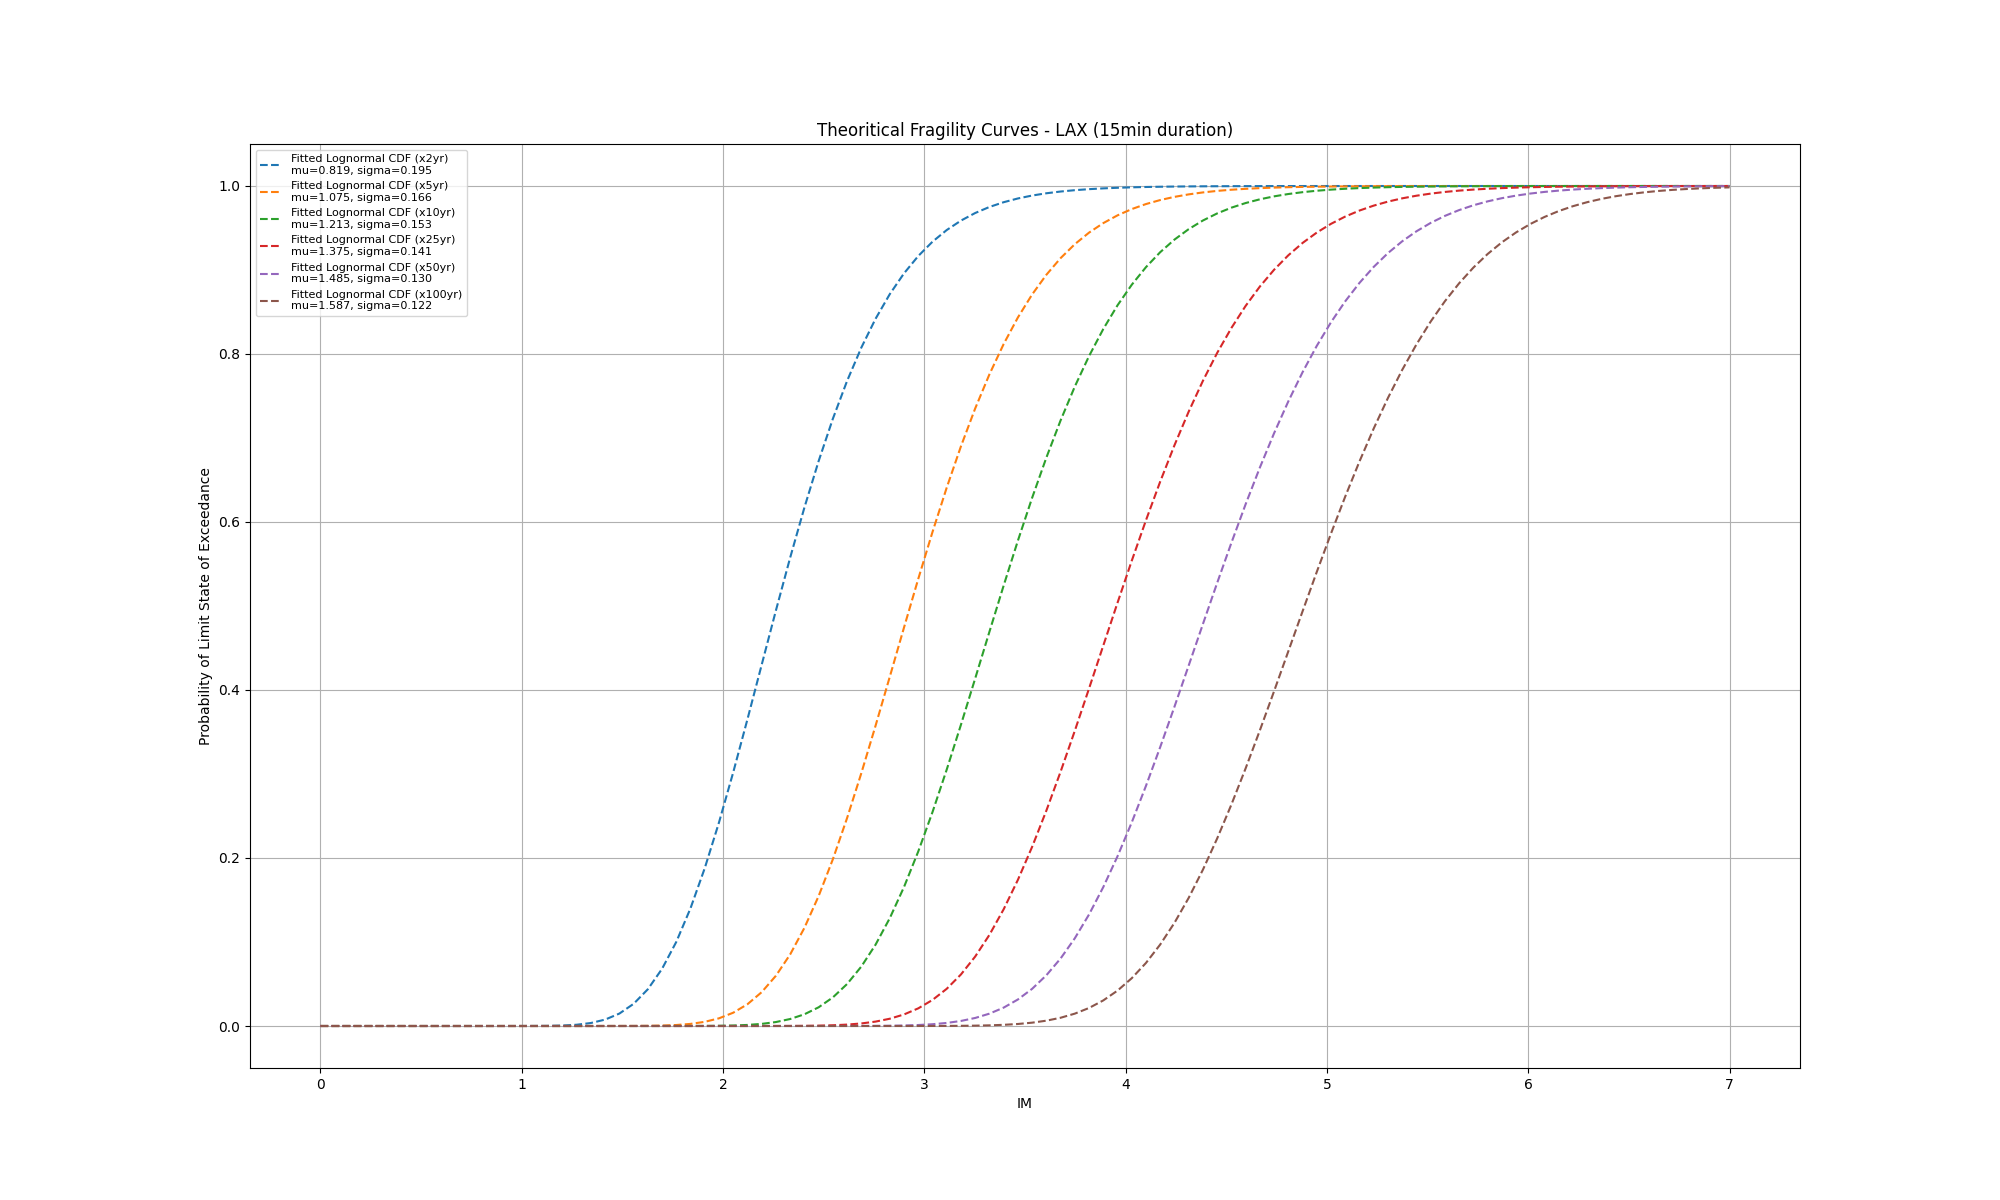 Theoritical Fragility Curves - LAX (15min duration)
Fitted Lognormal CDF (x2yr)
mu=0.819, sigma=0.195
Fitted Lognormal CDF (x5yr)
mu=1.075, sigma=0.166
Fitted Lognormal CDF (x10yr)
mu=1.213, sigma=0.153
Fitted Lognormal CDF (x25yr)
mu=1.375, sigma=0.141
Fitted Lognormal CDF (x50yr)
mu=1.485, sigma=0.130
Fitted Lognormal CDF (x100yr)
mu=1.587, sigma=0.122
Probability of Limit State of Exceedance
1.0
0.8
0.6
0.4
0.2
0.0
0 1 2 3 4 5 6 7
IM